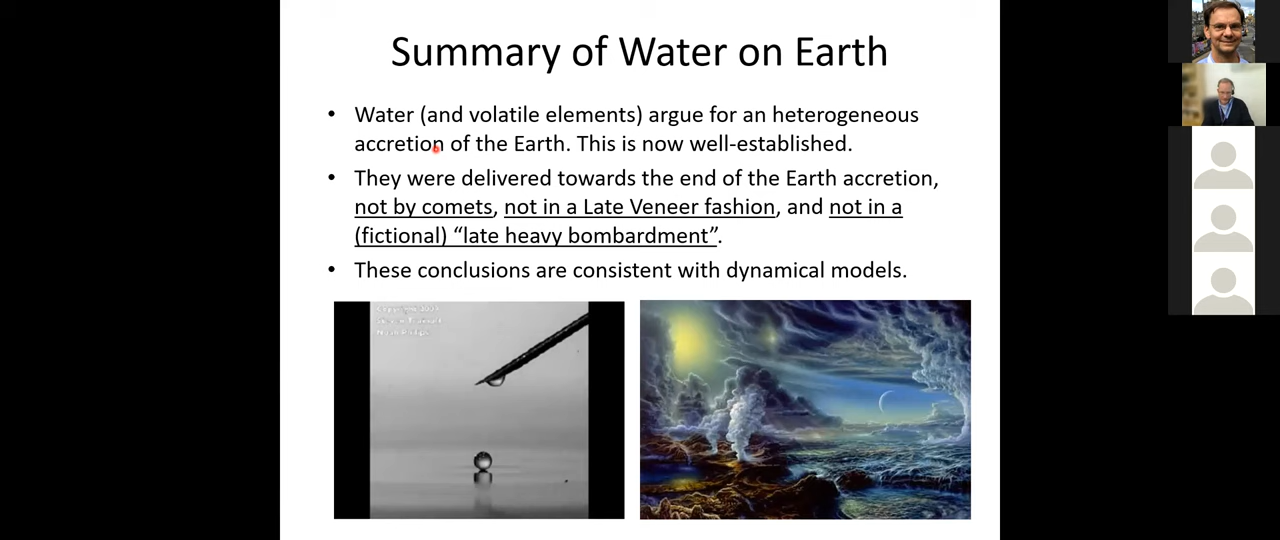 Summary of Water on Earth
• Water (and volatile elements) argue for an heterogeneous
accretion of the Earth. This is now well-established.
• They were delivered towards the end of the Earth accretion,
not by comets, not in a Late Veneer fashion, and not in a
(fictional) “late heavy bombardment”.
• These conclusions are consistent with dynamical models.